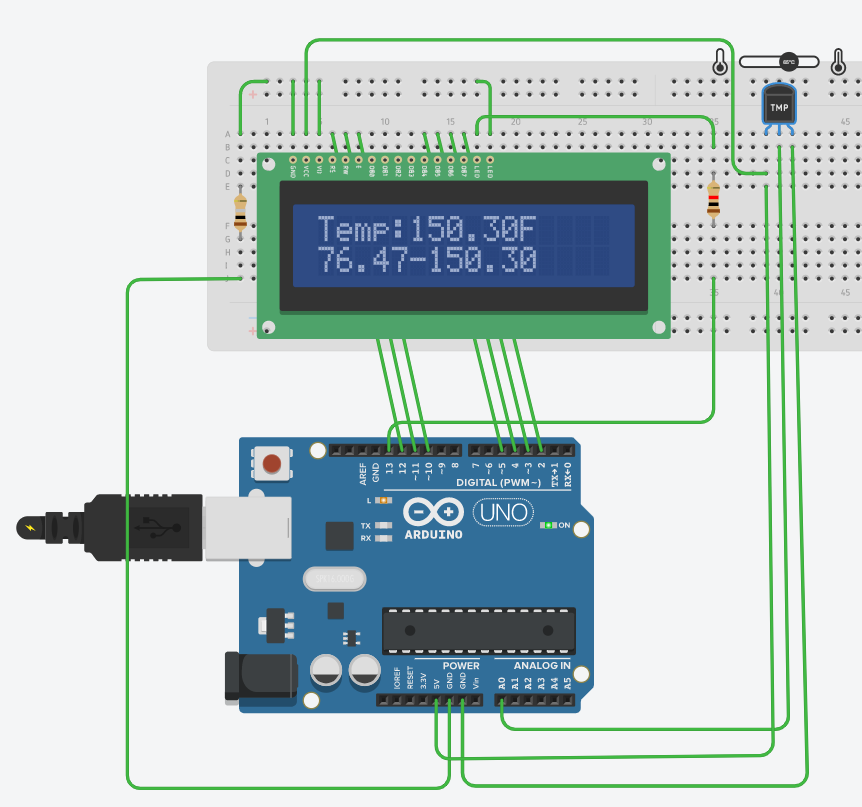 65°C
TMP
+
1 10 15 20 25 30 35 45
A
B
C
D
E
GND VCC V0 RS RW E DB0 DB1 DB2 DB3 DB4 DB5 DB6 DB7 LED LED
Temp:150.30F
76.47-150.30
F
G
H
I
35 40 45
-
+
AREF GND 13 12 ~11 ~10 ~9 8 7 ~6 ~5 4 ~3 2 TX→1 RX←0
DIGITAL (PWM~)
L
TX
RX
UNO
ARDUINO
ON
POWER ANALOG IN
IOREF RESET 3.3V 5V GND GND Vin A0 A1 A2 A3 A4 A5